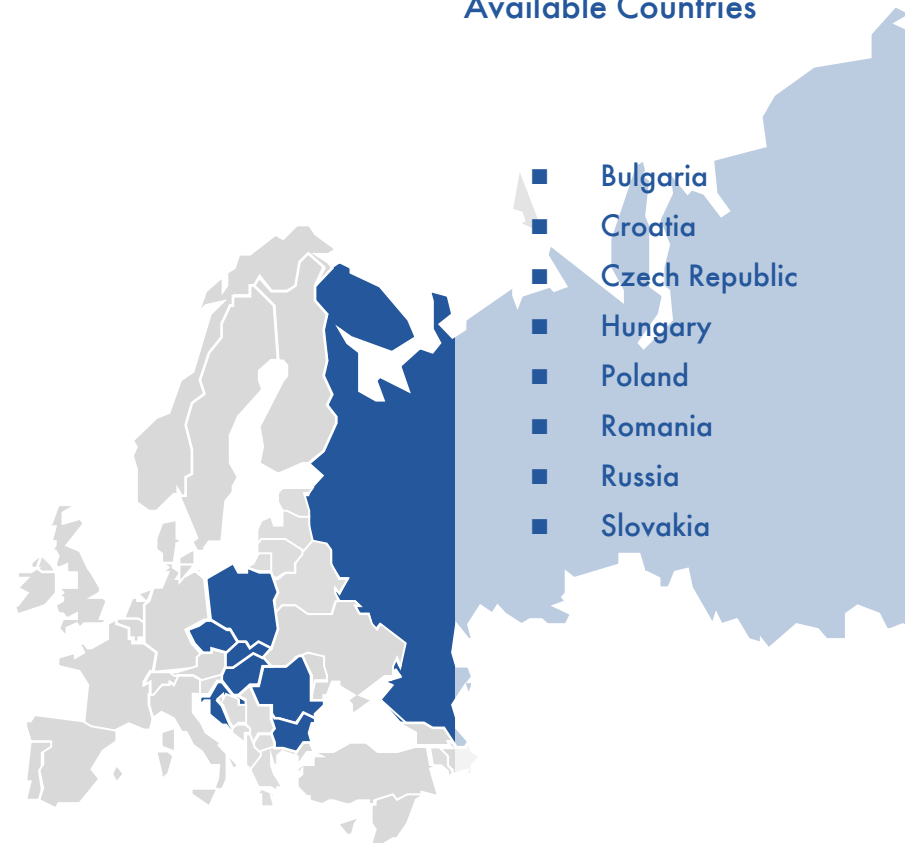 Available Countries
■ Bulgaria
■ Croatia
■ Czech Republic
■ Hungary
■ Poland
■ Romania
■ Russia
■ Slovakia